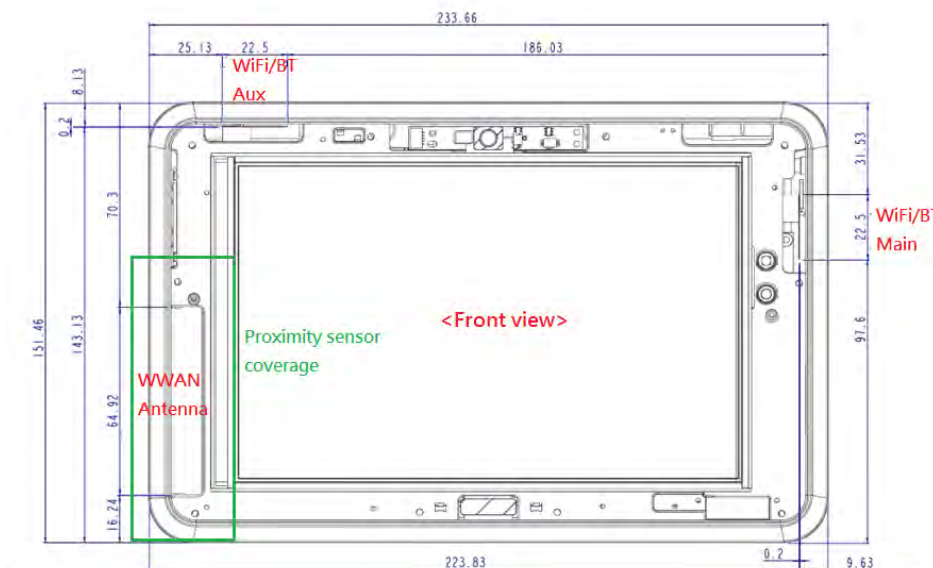 233.66
25.13
22.5
186.03
WiFi/BT
Aux
8.13
0.2
31.53
70.3
22.5
WiFi/BT
Main
151.46
143.13
<Front view>
97.6
Proximity sensor
coverage
WWAN
Antenna
64.92
16.24
223.83
0.2
9.63